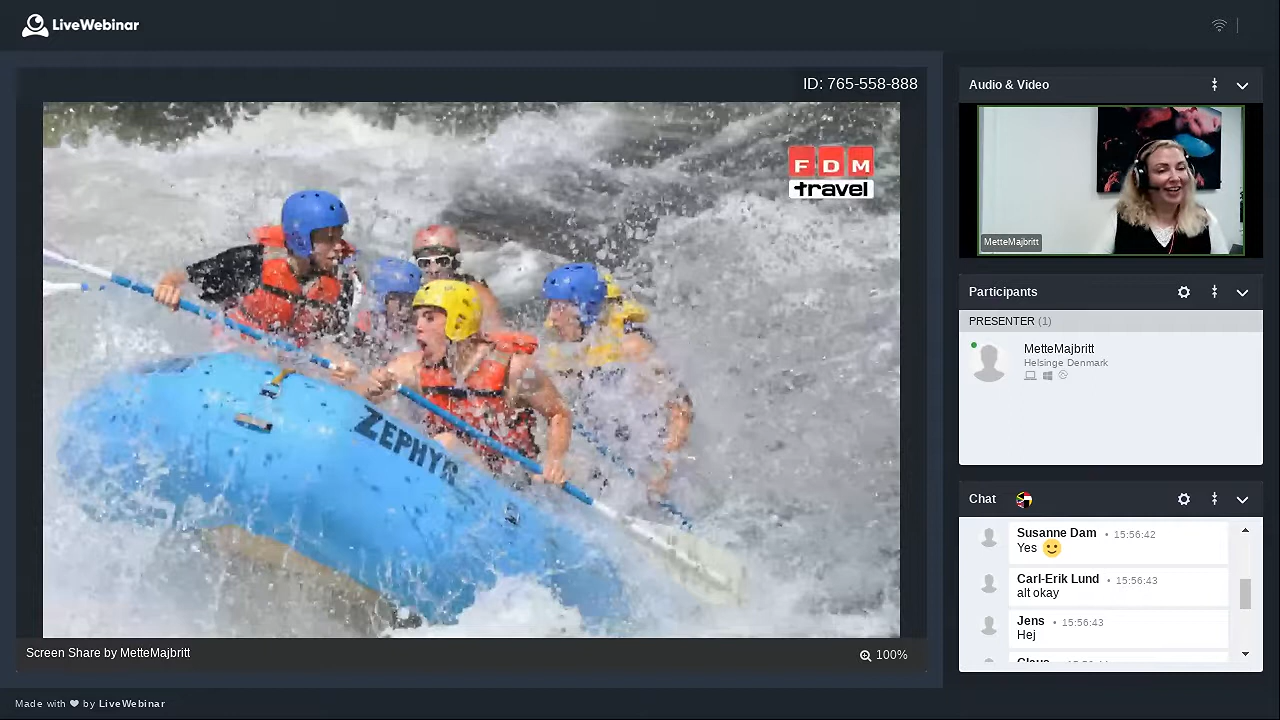 LiveWebinar
ID: 765-558-888
FDM
travel
ZEPHYR
Screen Share by MetteMajbritt
100%
Made with ❤ by LiveWebinar
Audio & Video
MetteMajbritt
Participants
PRESENTER (1)
MetteMajbritt
Helsinge Denmark
Chat
Susanne Dam • 15:56:42
Yes 🙂
Carl-Erik Lund • 15:56:43
alt okay
Jens • 15:56:43
Hej